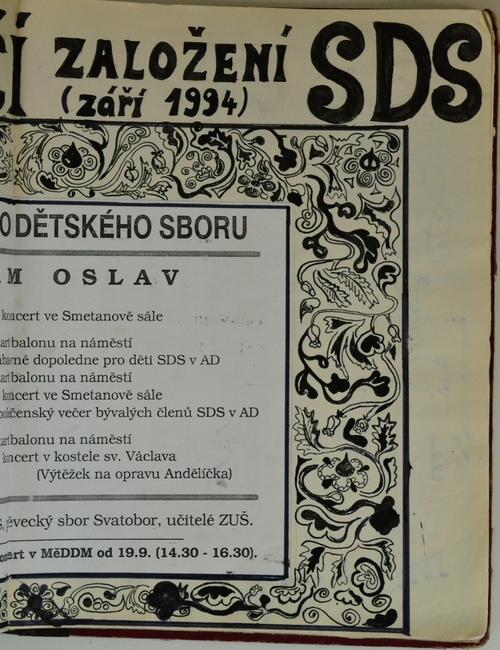 ZALOŽENÍ SDS
(září 1994)
DĚTSKÉHO SBORU
OSLAV
koncert ve Smetanově sále
balonu na náměstí
dopoledne pro děti SDS v AD
balonu na náměstí
koncert ve Smetanově sále
večer bývalých členů SDS v AD
balonu na náměstí
koncert v kostele sv. Václava
(Výtěžek na opravu Andělíčka)
pěvecký sbor Svatobor, učitelé ZUŠ.
v MěDDM od 19.9. (14.30 - 16.30).